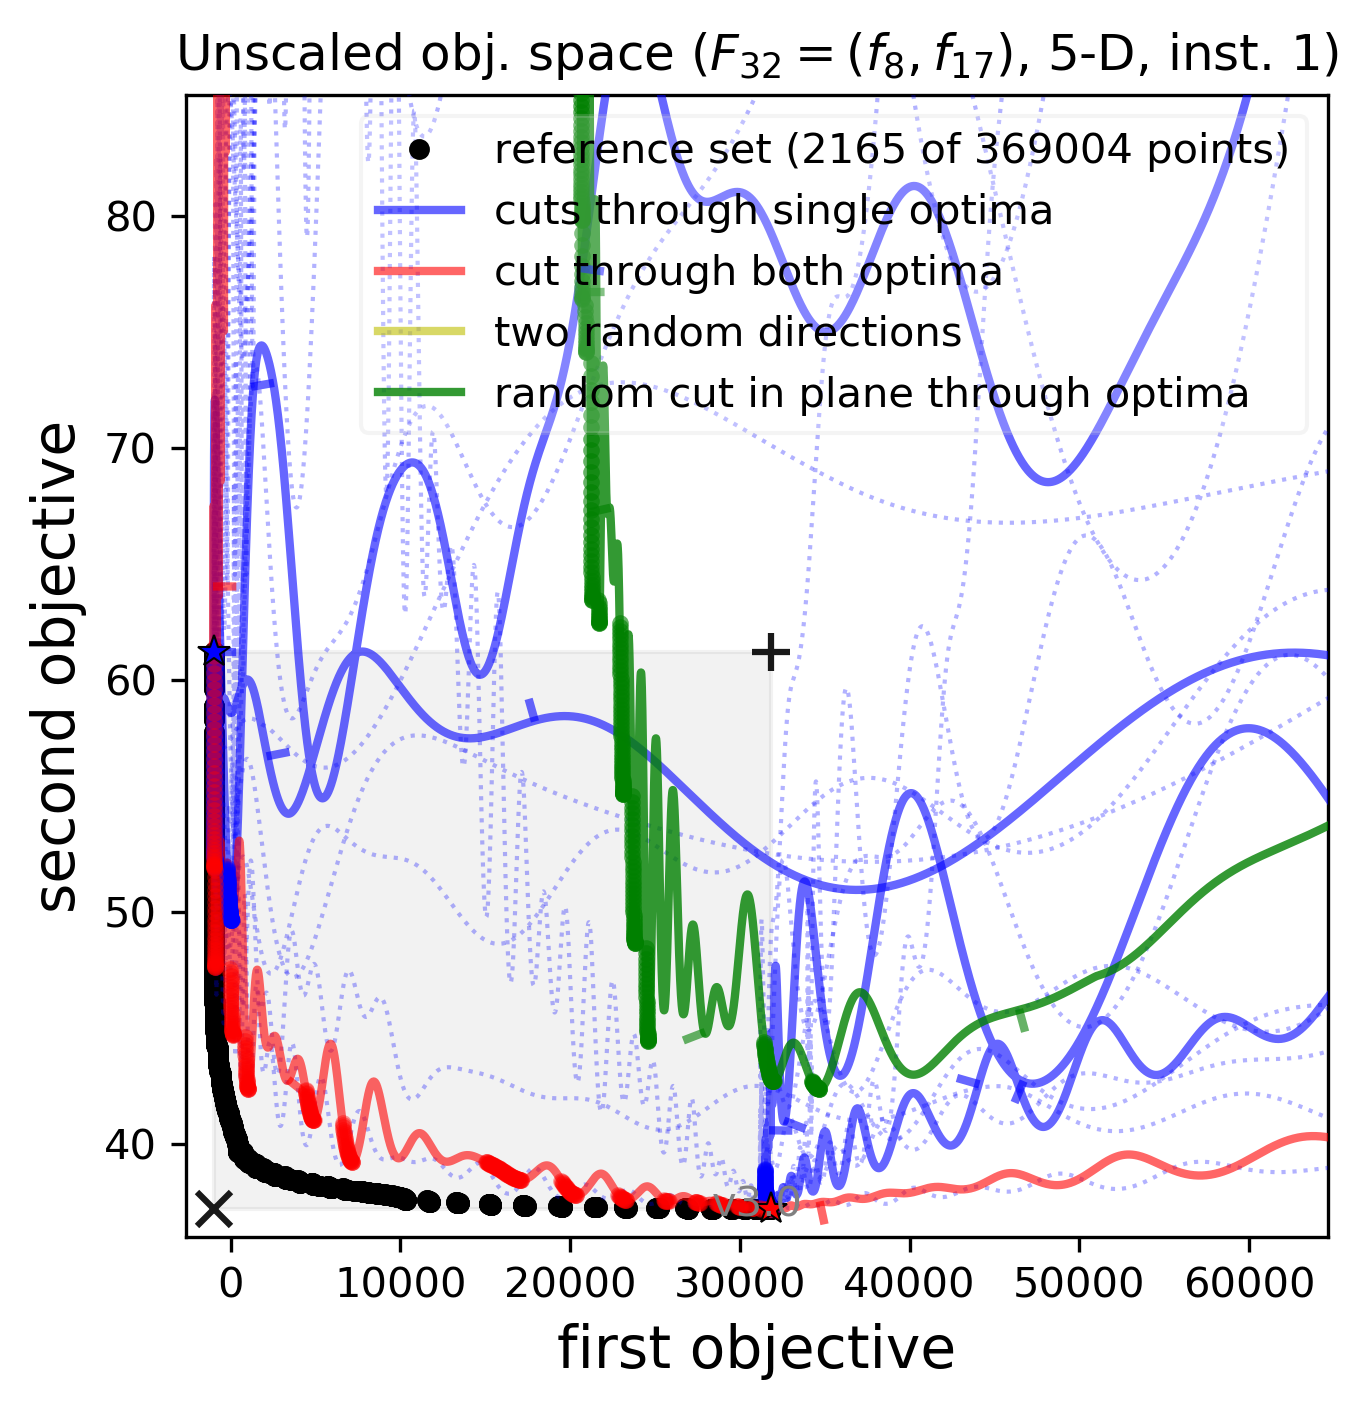 Unscaled obj. space (F₃₂ = (f₈, f₁₇), 5-D, inst. 1)
reference set (2165 of 369004 points)
cuts through single optima
cut through both optima
two random directions
random cut in plane through optima
second objective
80
70
60
50
40
0 10000 20000 30000 40000 50000 60000
first objective